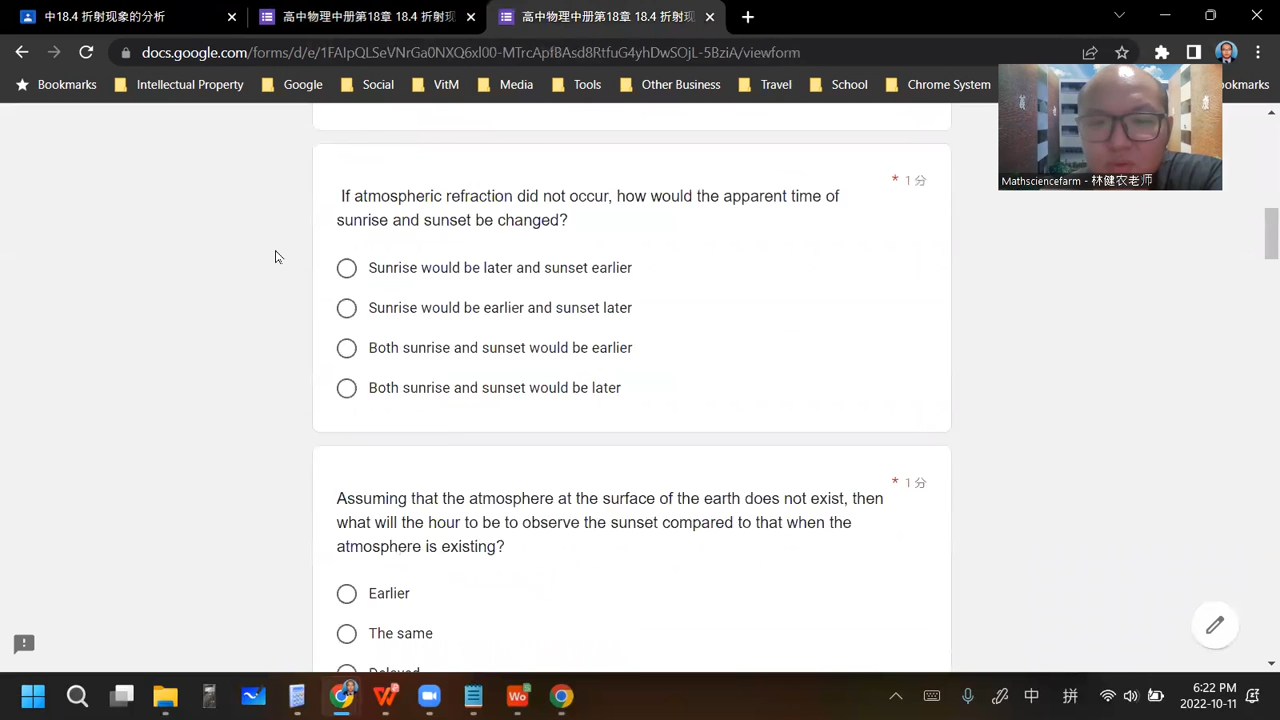 中18.4 折射现象的分析
高中物理中册第18章 18.4 折射现
高中物理中册第18章 18.4 折射现
docs.google.com/forms/d/e/1FAIpQLSeVNrGa0NXQ6xl00-MTrcApfBAsd8RtfuG4yhDwSOjL-5BziA/viewform
Bookmarks
Intellectual Property
Google
Social
VitM
Media
Tools
Other Business
Travel
School
Chrome System
ookmarks
Mathsciencefarm - 林健农老师
* 1 分
If atmospheric refraction did not occur, how would the apparent time of
sunrise and sunset be changed?
Sunrise would be later and sunset earlier
Sunrise would be earlier and sunset later
Both sunrise and sunset would be earlier
Both sunrise and sunset would be later
* 1 分
Assuming that the atmosphere at the surface of the earth does not exist, then
what will the hour to be to observe the sunset compared to that when the
atmosphere is existing?
Earlier
The same
Delayed
Wo
中
拼
6:22 PM
2022-10-11